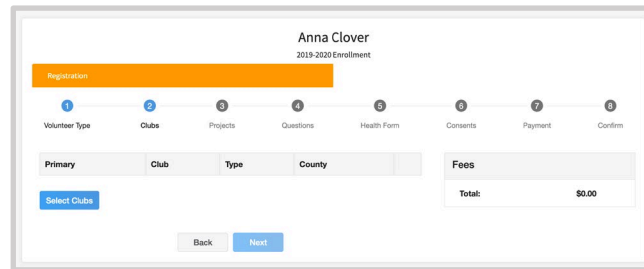 Anna Clover
2019-2020 Enrollment
Registration
1 2 3 4 5 6 7 8
Volunteer Type Clubs Projects Questions Health Form Consents Payment Confirm
Primary Club Type County
Fees
Select Clubs
Total: $0.00
Back Next